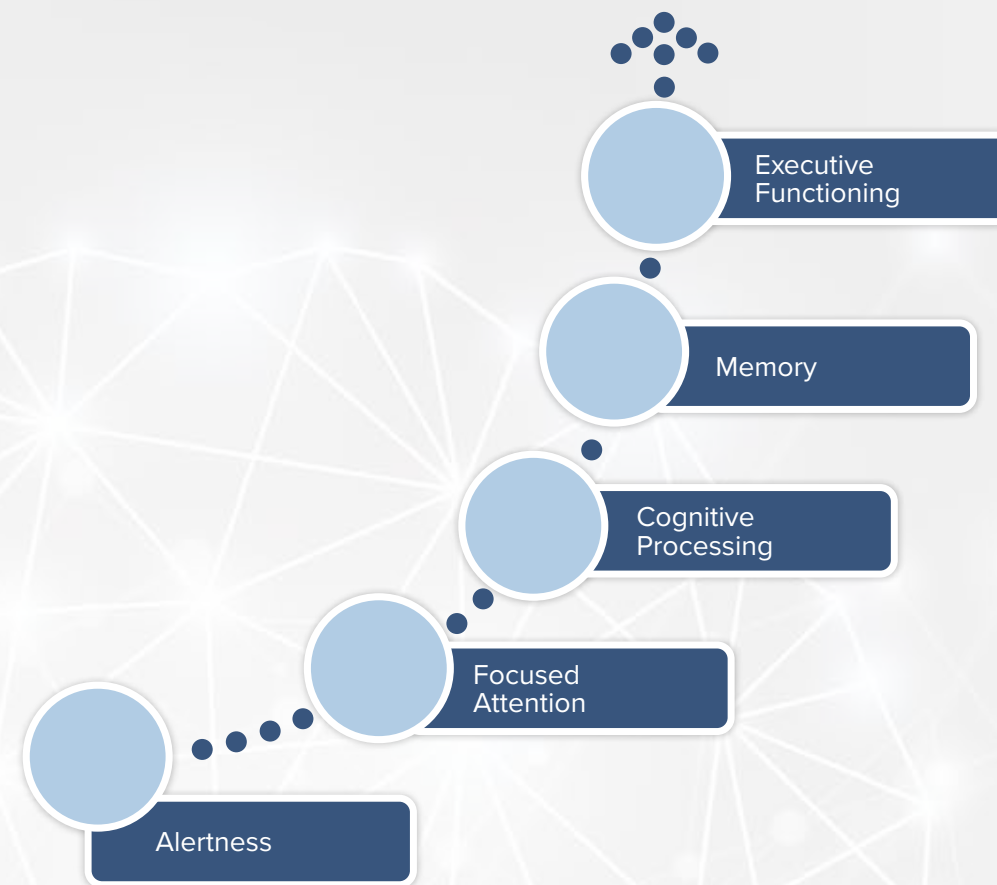 Executive
Functioning
Memory
Cognitive
Processing
Focused
Attention
Alertness